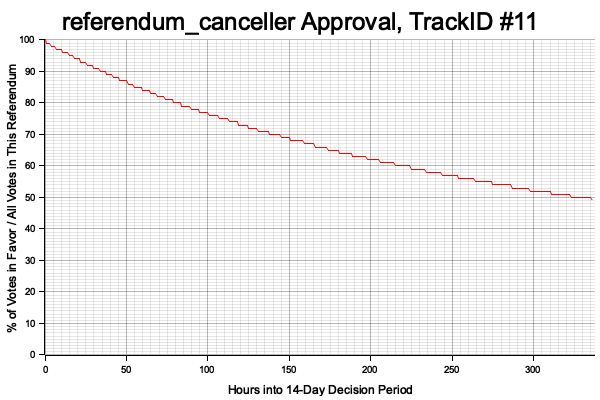 referendum_canceller Approval, TrackID #11
% of Votes in Favor / All Votes in This Referendum
100
90
80
70
60
50
40
30
20
10
0
0 50 100 150 200 250 300
Hours into 14-Day Decision Period